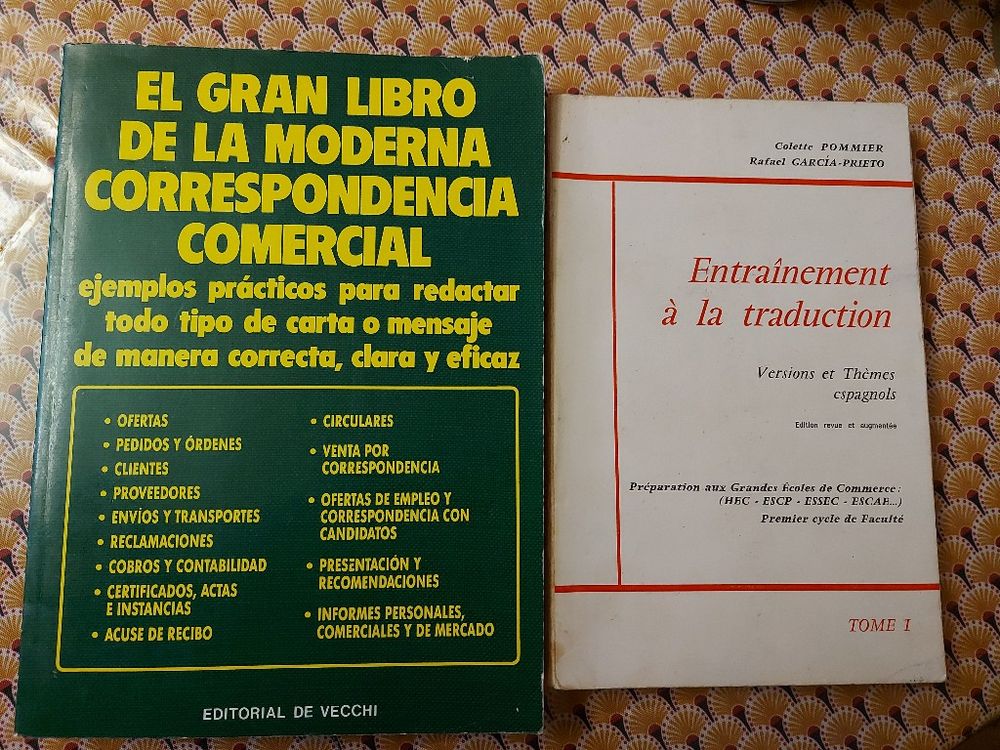 EL GRAN LIBRO
DE LA MODERNA
CORRESPONDENCIA
COMERCIAL
ejemplos prácticos para redactar
todo tipo de carta o mensaje
de manera correcta, clara y eficaz
• OFERTAS
• PEDIDOS Y ÓRDENES
• CLIENTES
• PROVEEDORES
• ENVÍOS Y TRANSPORTES
• RECLAMACIONES
• COBROS Y CONTABILIDAD
• CERTIFICADOS, ACTAS
E INSTANCIAS
• ACUSE DE RECIBO
• CIRCULARES
• VENTA POR
CORRESPONDENCIA
• OFERTAS DE EMPLEO Y
CORRESPONDENCIA CON
CANDIDATOS
• PRESENTACIÓN Y
RECOMENDACIONES
• INFORMES PERSONALES,
COMERCIALES Y DE MERCADO
EDITORIAL DE VECCHI
Colette POMMIER
Rafael GARCÍA-PRIETO
Entraînement
à la traduction
Versions et Thèmes
espagnols
Edition revue et augmentée
Préparation aux Grandes Écoles de Commerce :
(HEC - ESCP - ESSEC - ESCAE...)
Premier cycle de Faculté
TOME I